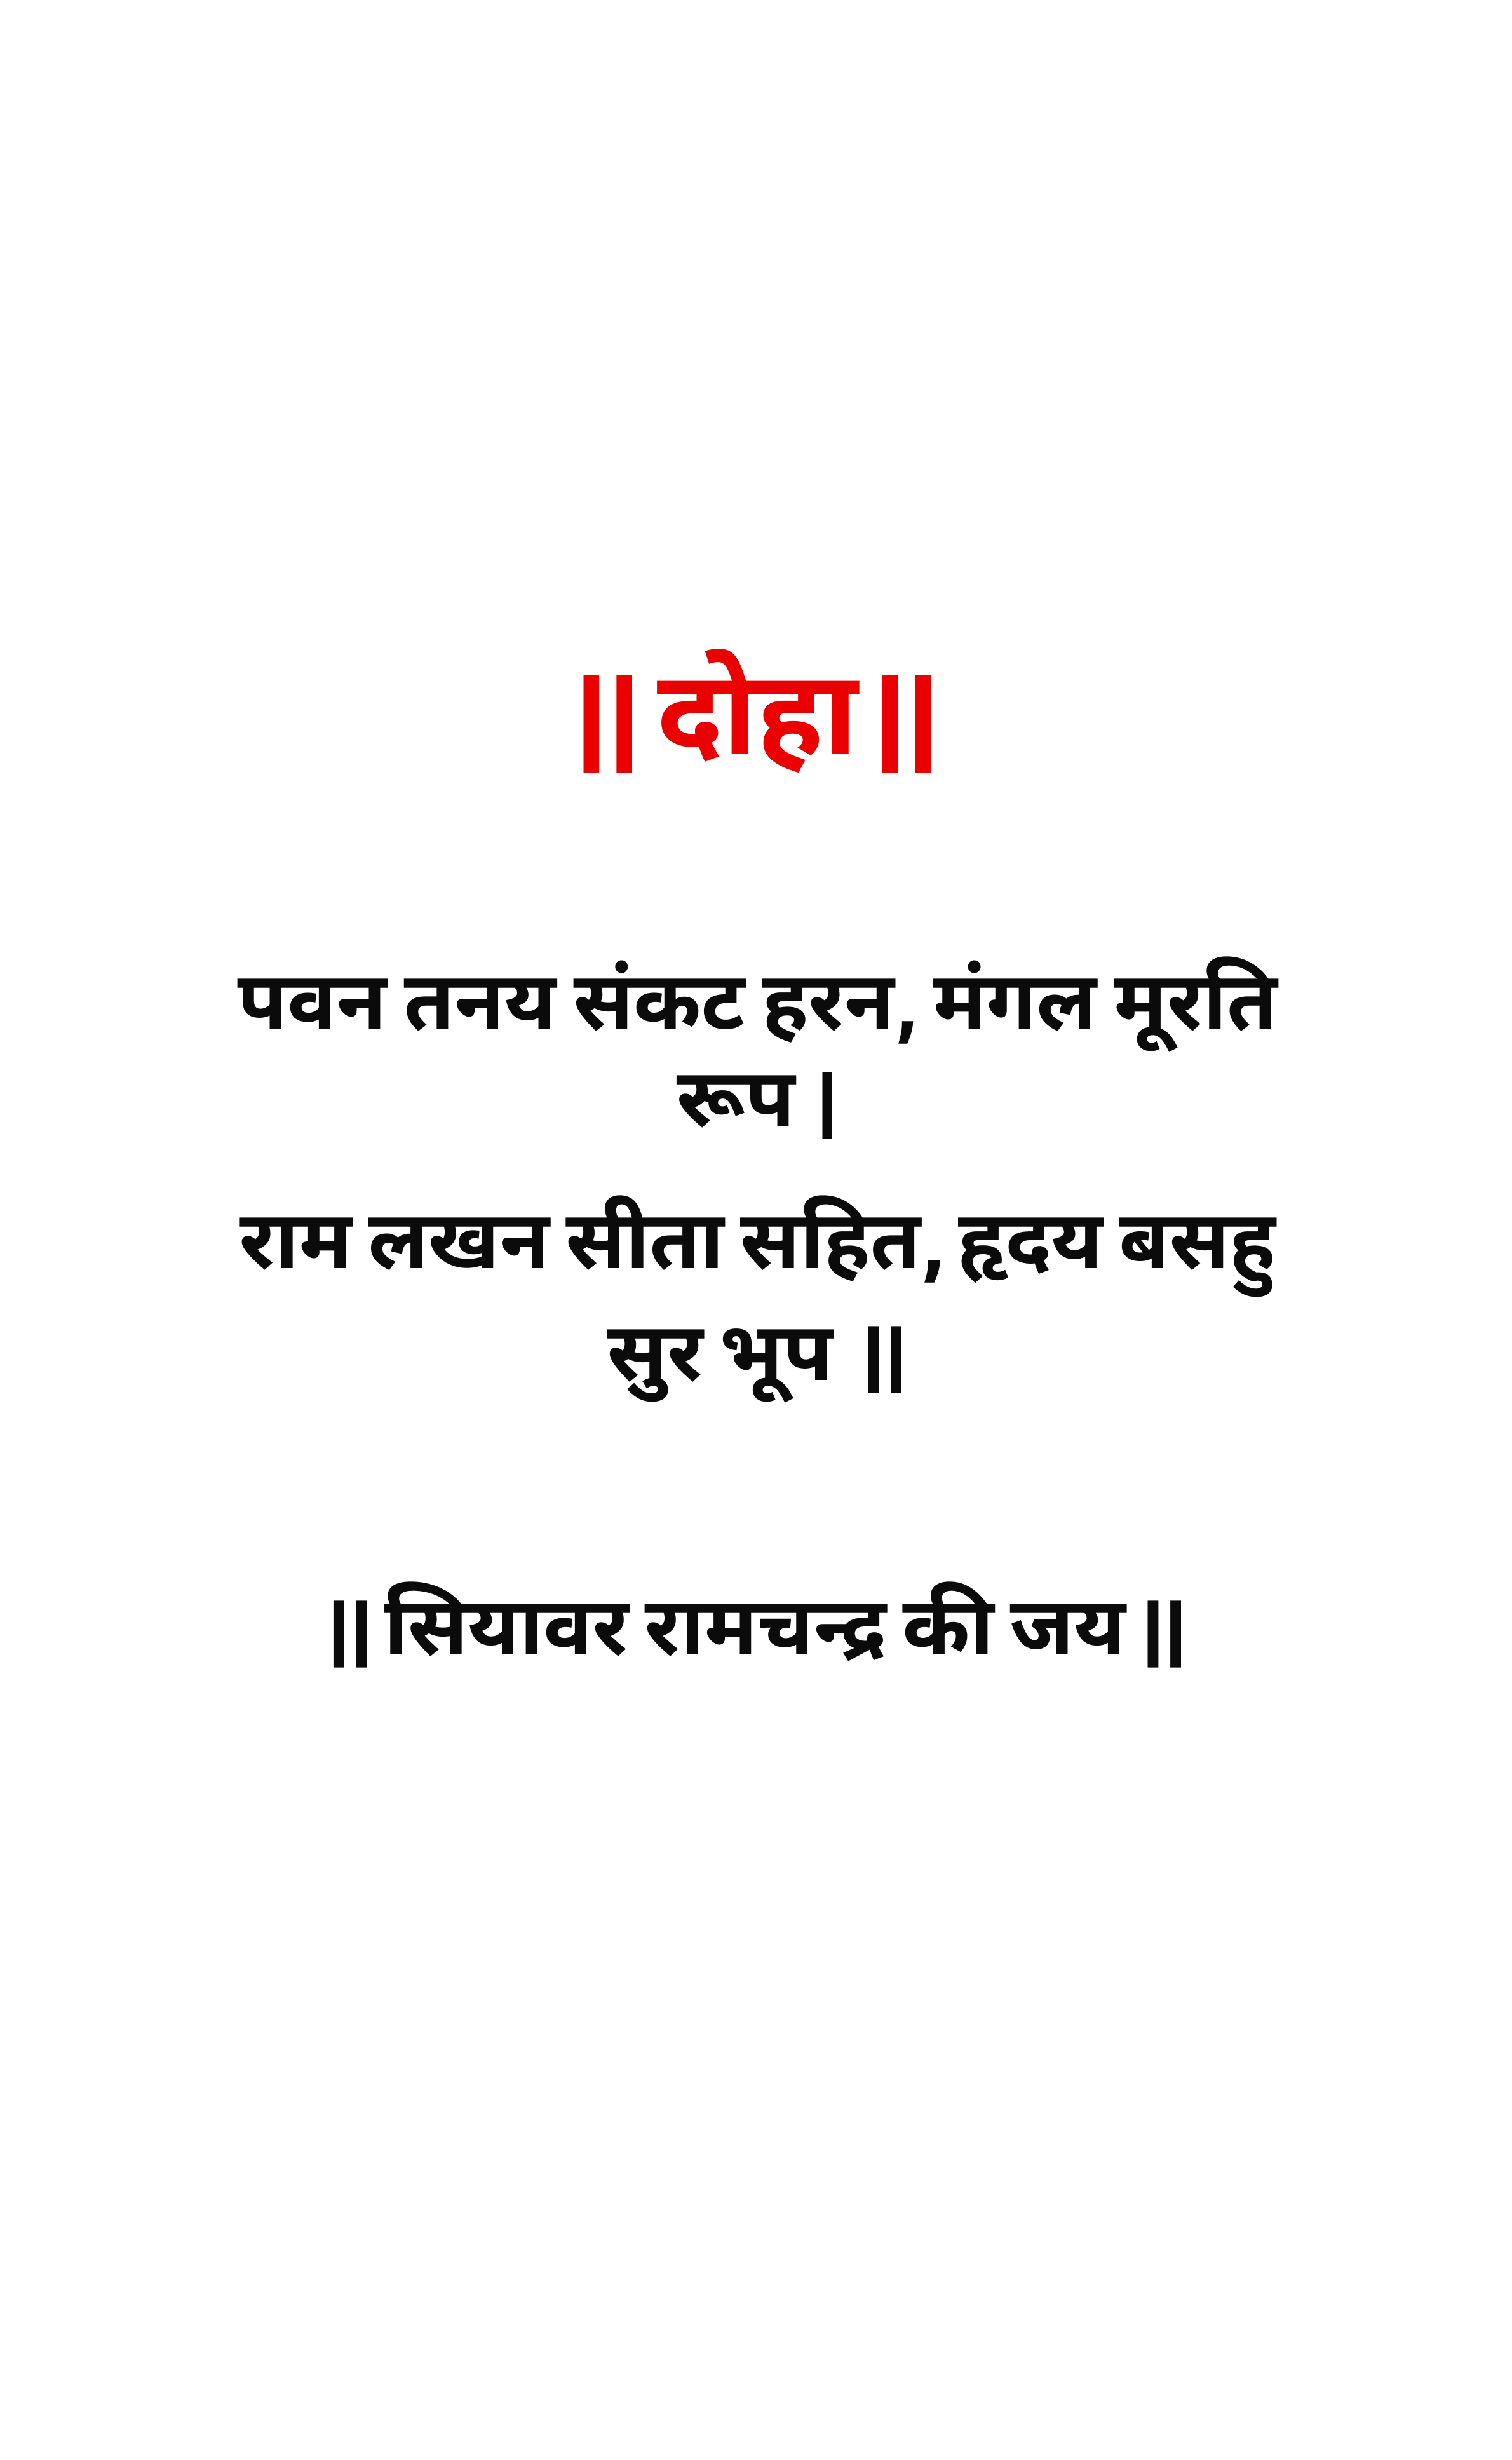 || दोहा ||
पवन तनय संकट हरन, मंगल मूरति
रूप |
राम लखन सीता सहित, हृदय बसहु
सुर भूप ||
|| सियावर रामचन्द्र की जय ||